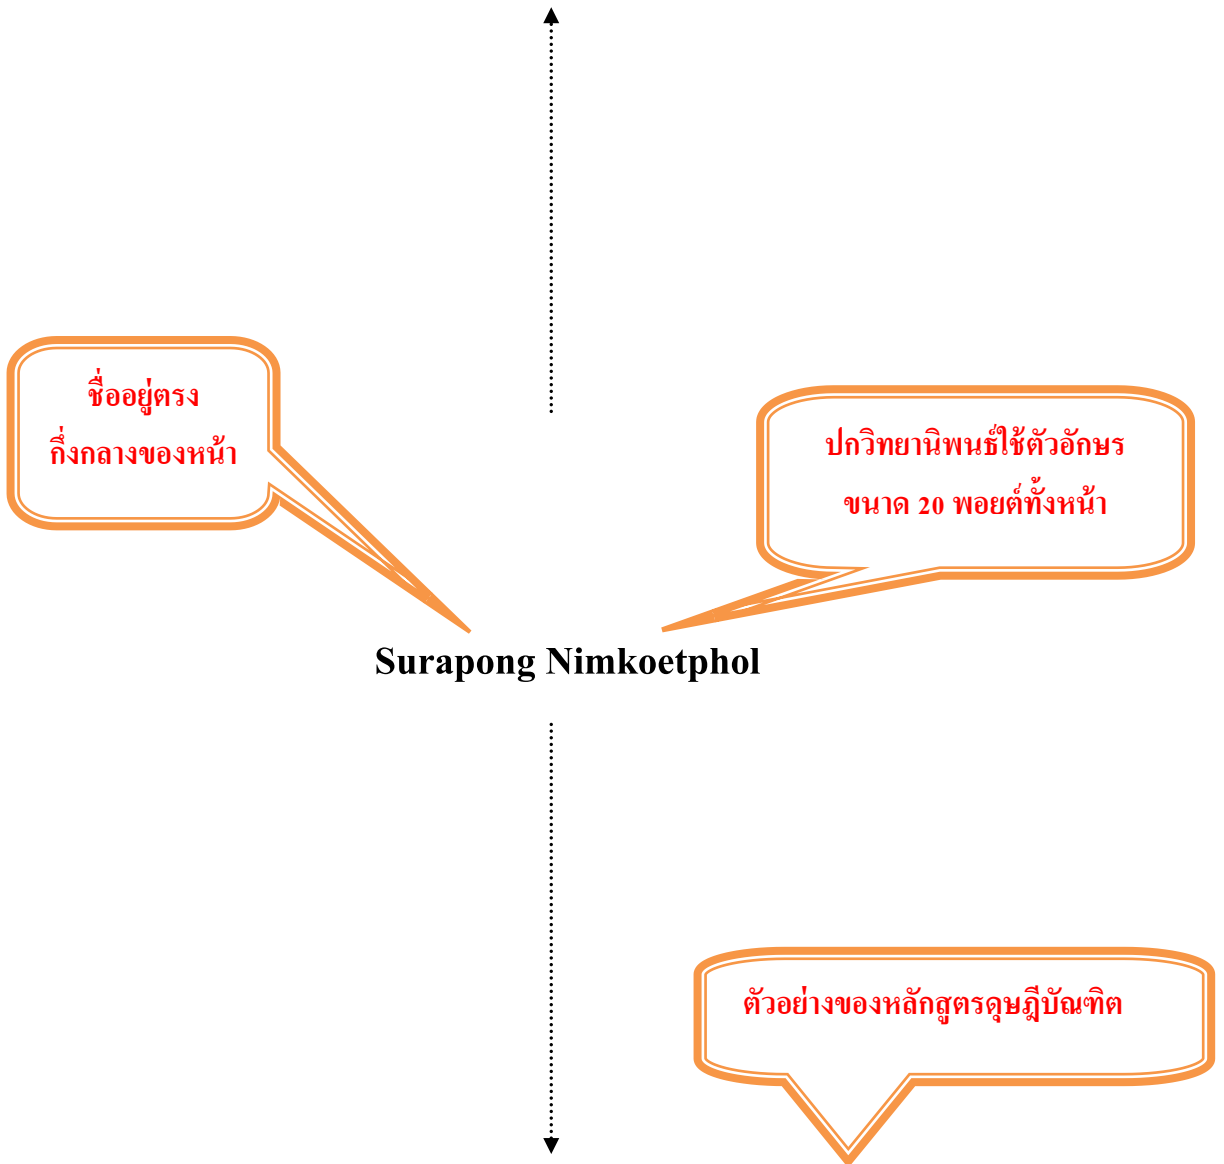 ชื่ออยู่ตรง
กึ่งกลางของหน้า
ปกวิทยานิพนธ์ใช้ตัวอักษร
ขนาด 20 พอยต์ทั้งหน้า
Surapong Nimkoetphol
ตัวอย่างของหลักสูตรดุษฎีบัณฑิต